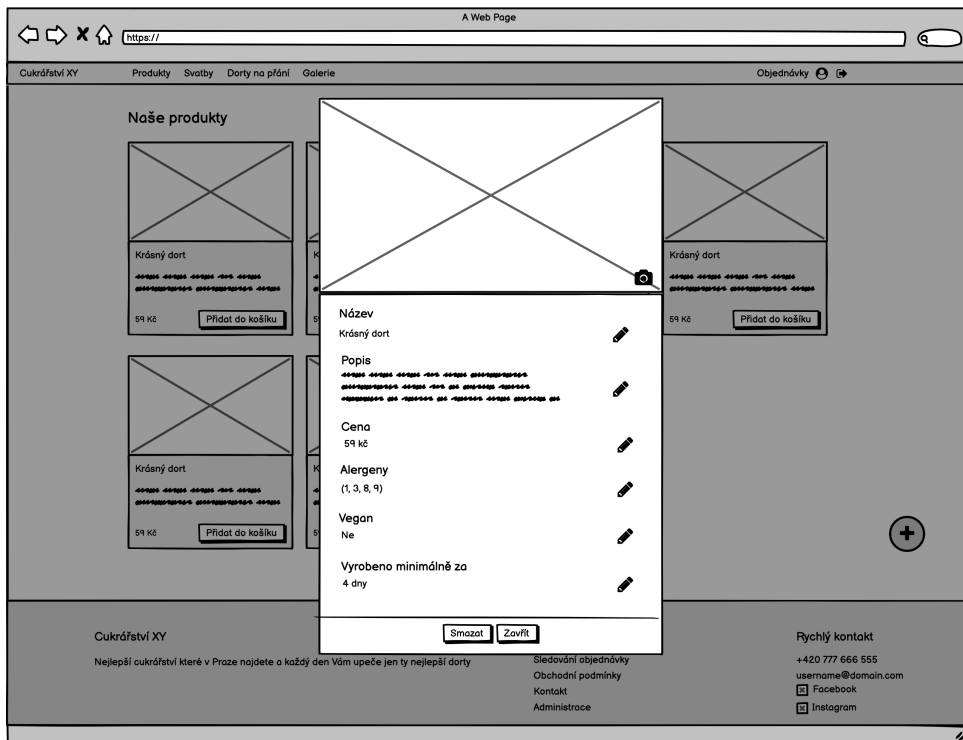 A Web Page
https://
Cukrářství XY
Produkty Svatby Dorty na přání Galerie
Objednávky
Naše produkty
Krásný dort
59 Kč
Přidat do košíku
Krásný dort
59 Kč
Přidat do košíku
Krásný dort
59 Kč
Přidat do košíku
Název
Krásný dort
Popis
Cena
59 kč
Alergeny
(1, 3, 8, 9)
Vegan
Ne
Vyrobeno minimálně za
4 dny
Smazat Zavřít
Cukrářství XY
Nejlepší cukrářství které v Praze najdete a každý den Vám upeče jen ty nejlepší dorty
Sledování objednávky
Obchodní podmínky
Kontakt
Administrace
Rychlý kontakt
+420 777 666 555
username@domain.com
Facebook
Instagram